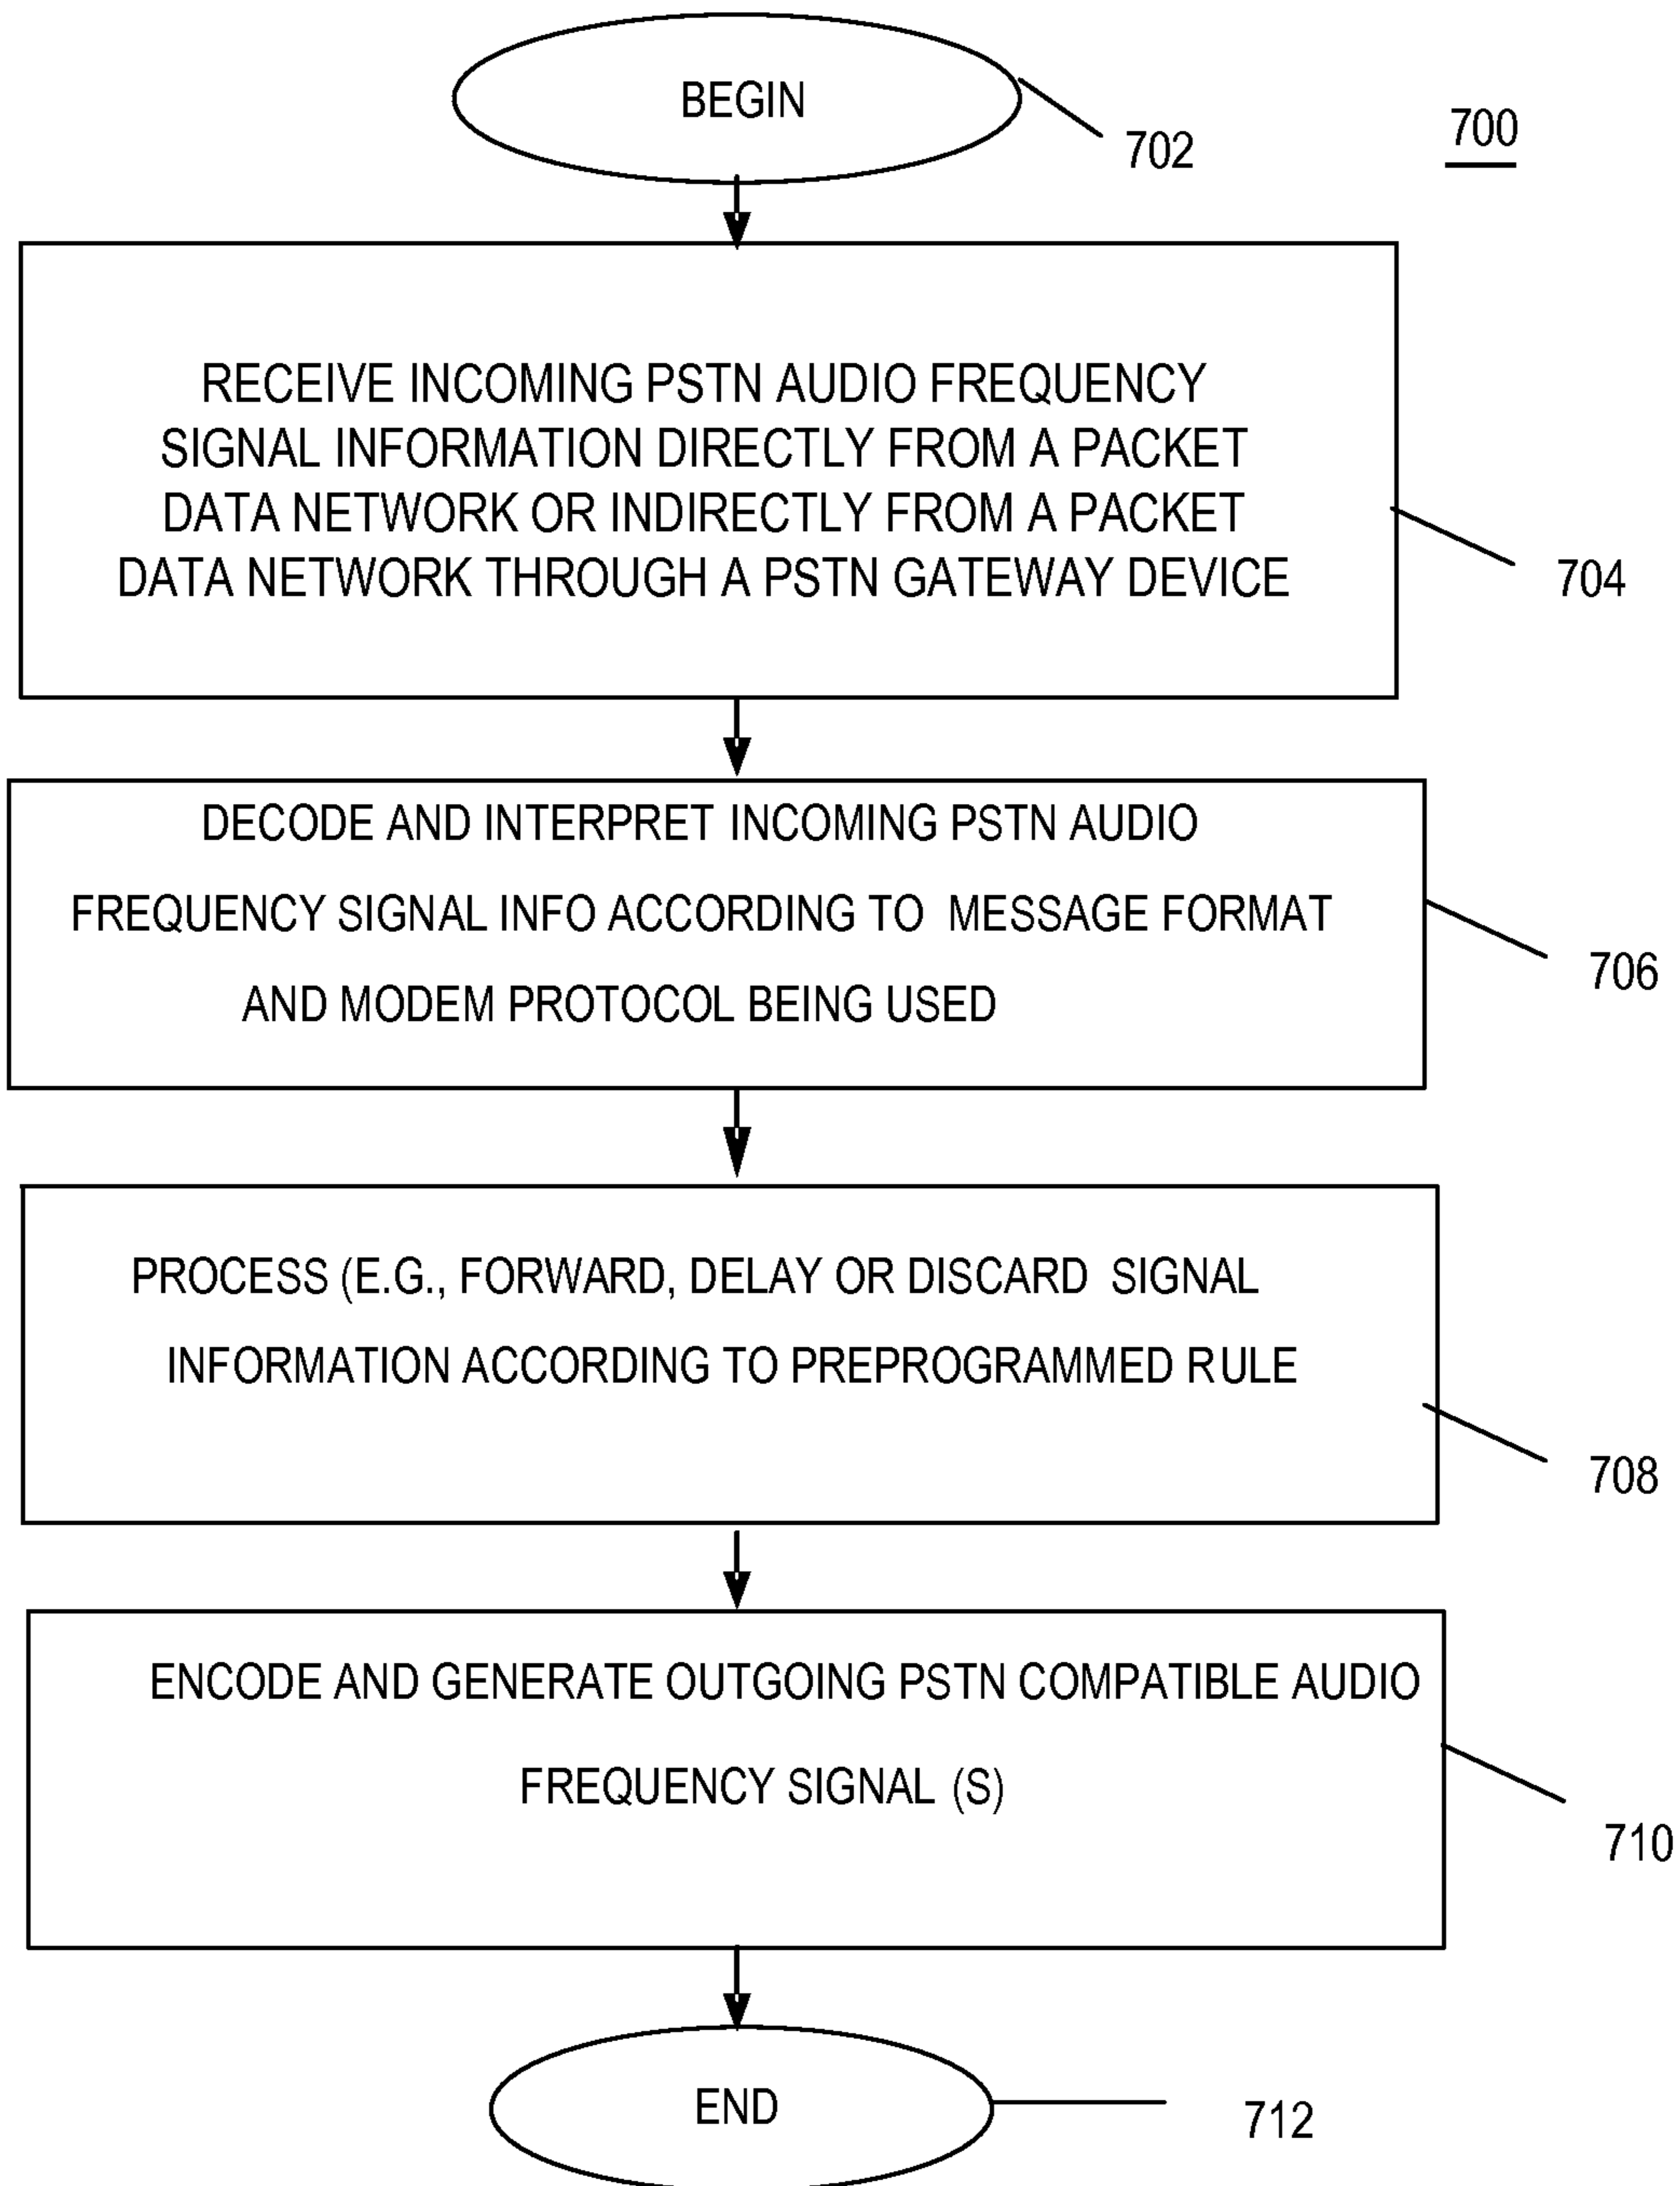 BEGIN
702
700
RECEIVE INCOMING PSTN AUDIO FREQUENCY
SIGNAL INFORMATION DIRECTLY FROM A PACKET
DATA NETWORK OR INDIRECTLY FROM A PACKET
DATA NETWORK THROUGH A PSTN GATEWAY DEVICE
704
DECODE AND INTERPRET INCOMING PSTN AUDIO
FREQUENCY SIGNAL INFO ACCORDING TO MESSAGE FORMAT
AND MODEM PROTOCOL BEING USED
706
PROCESS (E.G., FORWARD, DELAY OR DISCARD SIGNAL
INFORMATION ACCORDING TO PREPROGRAMMED RULE
708
ENCODE AND GENERATE OUTGOING PSTN COMPATIBLE AUDIO
FREQUENCY SIGNAL (S)
710
END
712